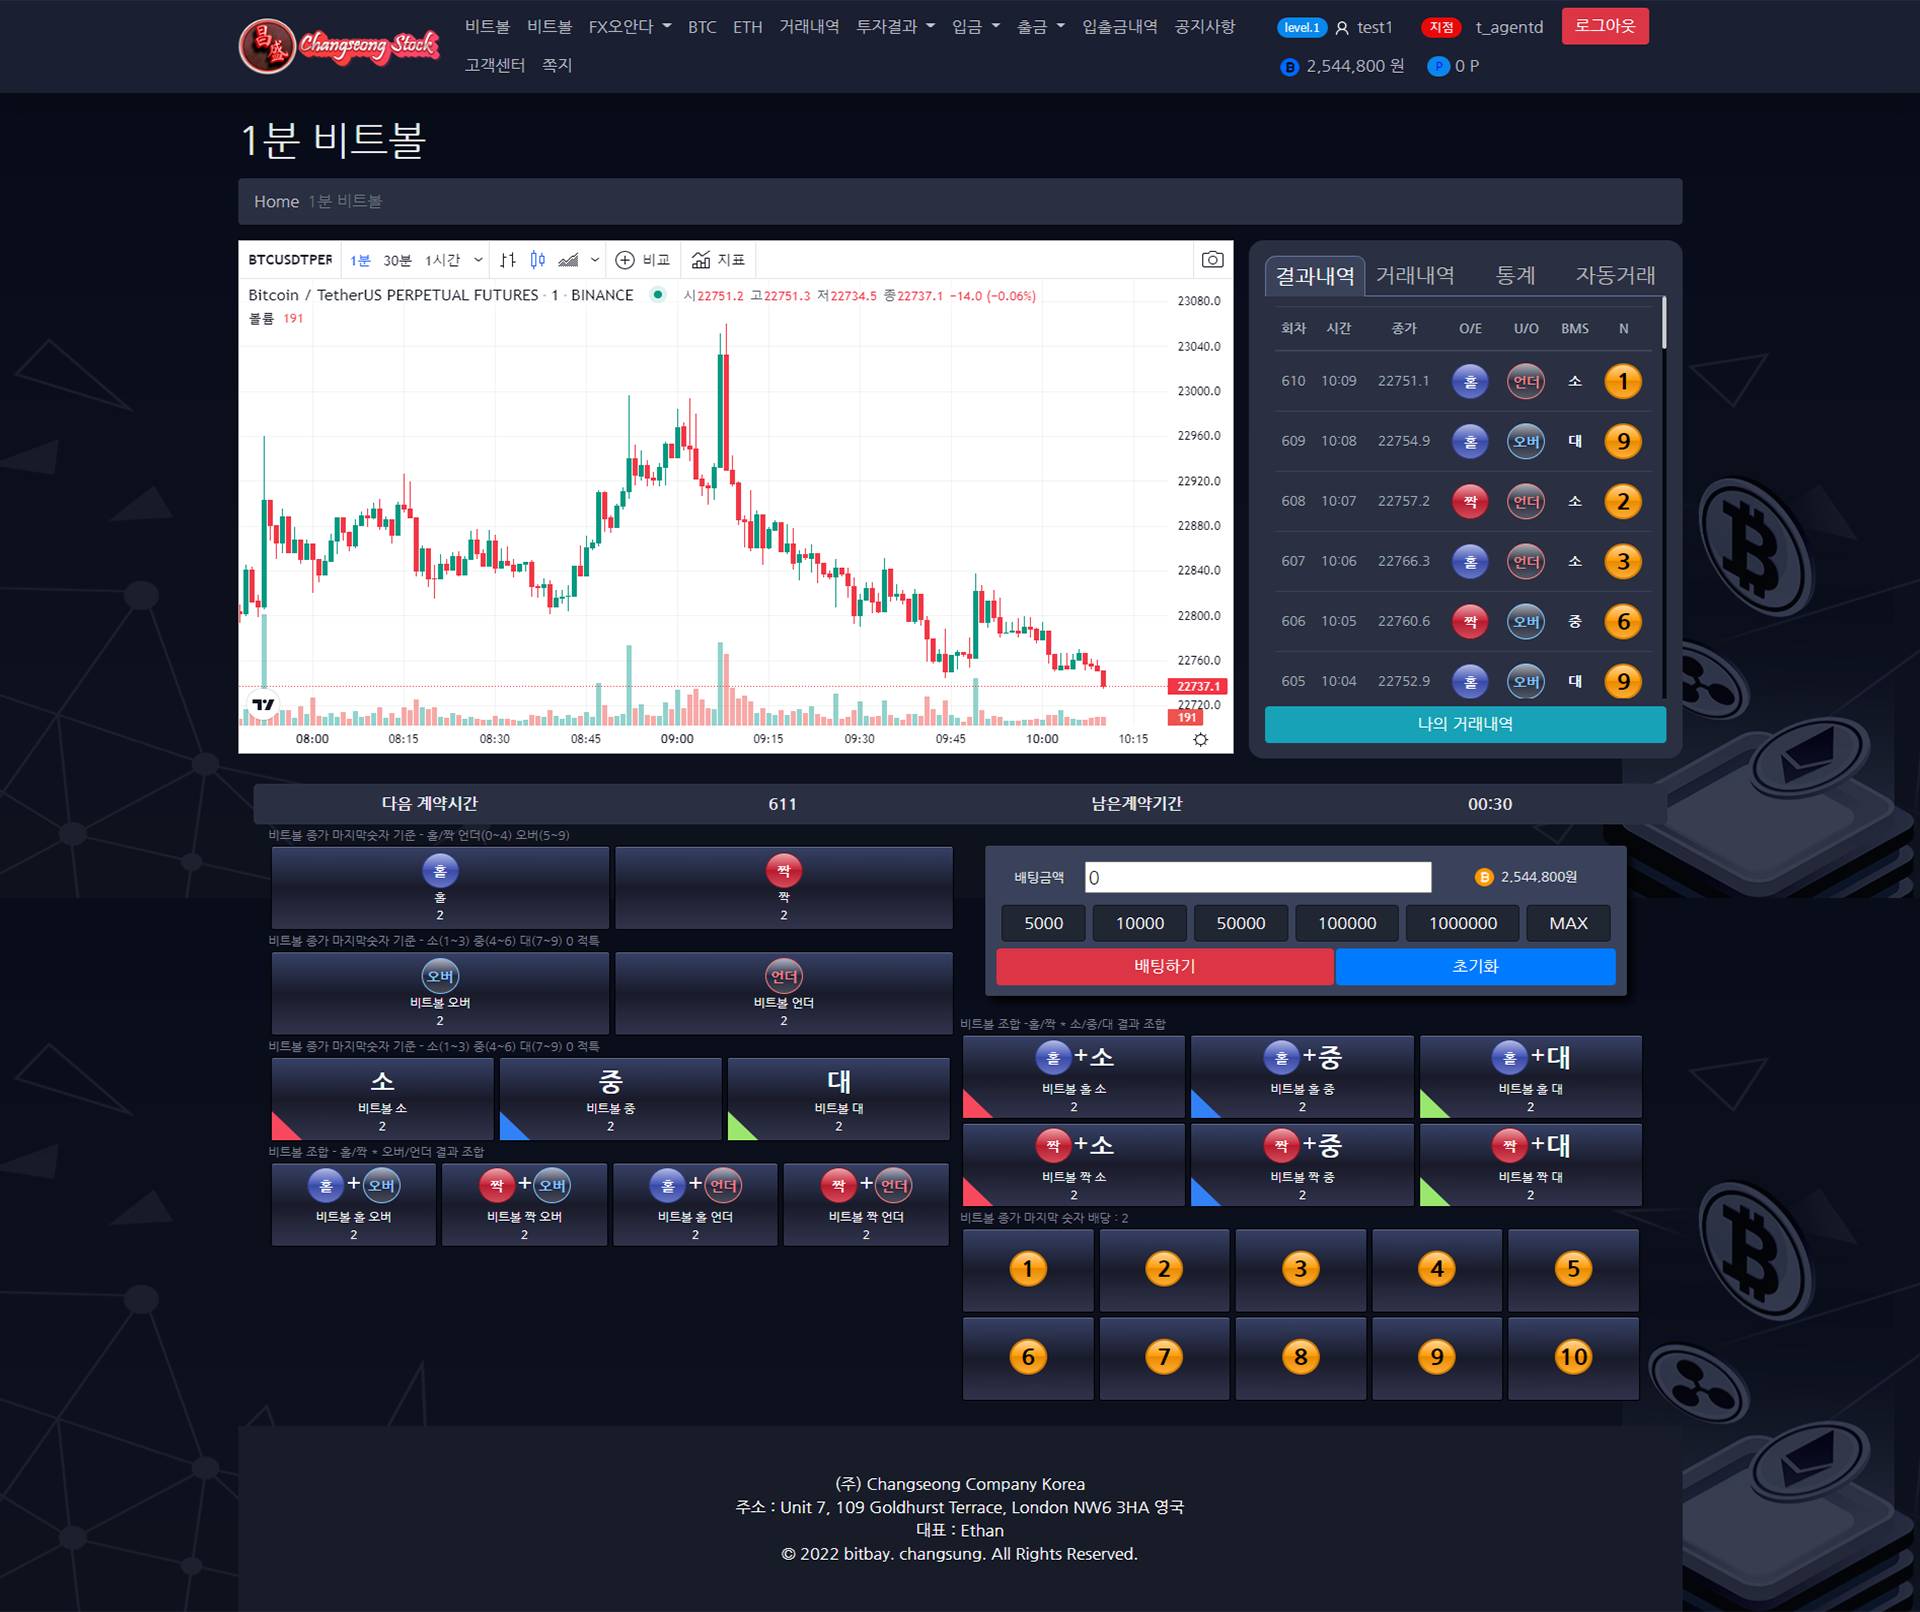 昌盛 Changseong Stock
비트볼 비트볼 FX오안다 BTC ETH 거래내역 투자결과 입금 출금 입출금내역 공지사항
고객센터 쪽지
level.1 test1 지점 t_agentd 로그아웃
2,544,800 원 P 0 P
1분 비트볼
Home 1분 비트볼
BTCUSDTPER 1분 30분 1시간 비교 지표
Bitcoin / TetherUS PERPETUAL FUTURES · 1 · BINANCE 시22751.2 고22751.3 저22734.5 종22737.1 −14.0 (−0.06%)
볼륨 191
23080.0
23040.0
23000.0
22960.0
22920.0
22880.0
22840.0
22800.0
22760.0
22737.1
22720.0
191
08:00 08:15 08:30 08:45 09:00 09:15 09:30 09:45 10:00 10:15
결과내역 거래내역 통계 자동거래
회차 시간 종가 O/E U/O BMS N
610 10:09 22751.1 홀 언더 소 1
609 10:08 22754.9 홀 오버 대 9
608 10:07 22757.2 짝 언더 소 2
607 10:06 22766.3 홀 언더 소 3
606 10:05 22760.6 짝 오버 중 6
605 10:04 22752.9 홀 오버 대 9
나의 거래내역
다음 계약시간 611 남은계약기간 00:30
비트볼 종가 마지막숫자 기준 - 홀/짝 언더(0~4) 오버(5~9)
홀 짝
홀 짝
2 2
비트볼 종가 마지막숫자 기준 - 소(1~3) 중(4~6) 대(7~9) 0 적특
오버 언더
비트볼 오버 비트볼 언더
2 2
비트볼 종가 마지막숫자 기준 - 소(1~3) 중(4~6) 대(7~9) 0 적특
소 중 대
비트볼 소 비트볼 중 비트볼 대
2 2 2
비트볼 조합 - 홀/짝 * 오버/언더 결과 조합
홀+오버 짝+오버 홀+언더 짝+언더
비트볼 홀 오버 비트볼 짝 오버 비트볼 홀 언더 비트볼 짝 언더
2 2 2 2
배팅금액 0 2,544,800원
5000 10000 50000 100000 1000000 MAX
배팅하기 초기화
비트볼 조합 -홀/짝 * 소/중/대 결과 조합
홀+소 홀+중 홀+대
비트볼 홀 소 비트볼 홀 중 비트볼 홀 대
2 2 2
짝+소 짝+중 짝+대
비트볼 짝 소 비트볼 짝 중 비트볼 짝 대
2 2 2
비트볼 종가 마지막 숫자 배당 : 2
1 2 3 4 5
6 7 8 9 10
(주) Changseong Company Korea
주소 : Unit 7, 109 Goldhurst Terrace, London NW6 3HA 영국
대표 : Ethan
© 2022 bitbay. changsung. All Rights Reserved.